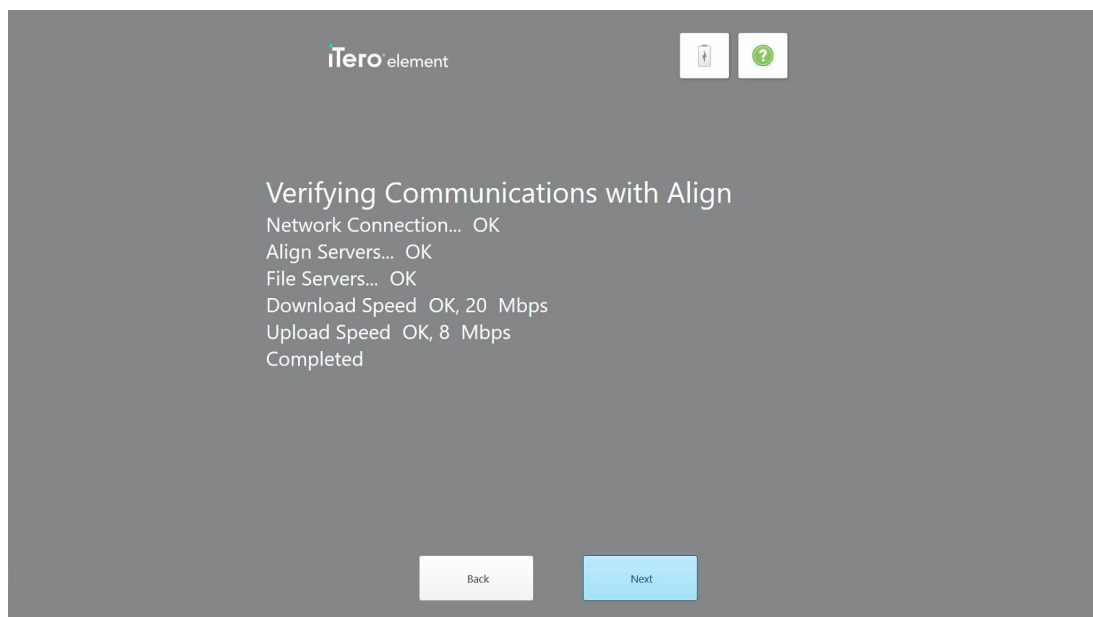 iTero element
?
Verifying Communications with Align
Network Connection... OK
Align Servers... OK
File Servers... OK
Download Speed OK, 20 Mbps
Upload Speed OK, 8 Mbps
Completed
Back Next